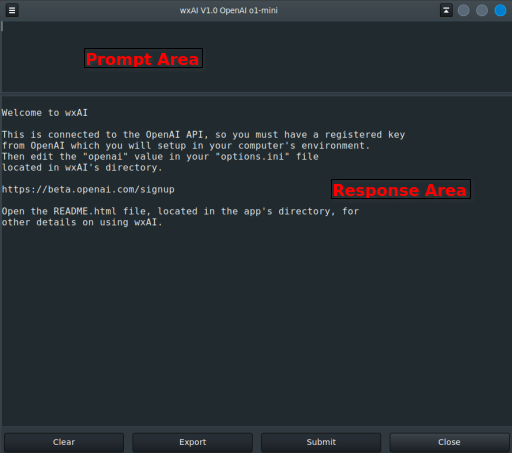 wxAI V1.0 OpenAI o1-mini
Prompt Area
Welcome to wxAI
This is connected to the OpenAI API, so you must have a registered key
from OpenAI which you will setup in your computer's environment.
Then edit the "openai" value in your "options.ini" file
located in wxAI's directory.
https://beta.openai.com/signup
Response Area
Open the README.html file, located in the app's directory, for
other details on using wxAI.
Clear
Export
Submit
Close